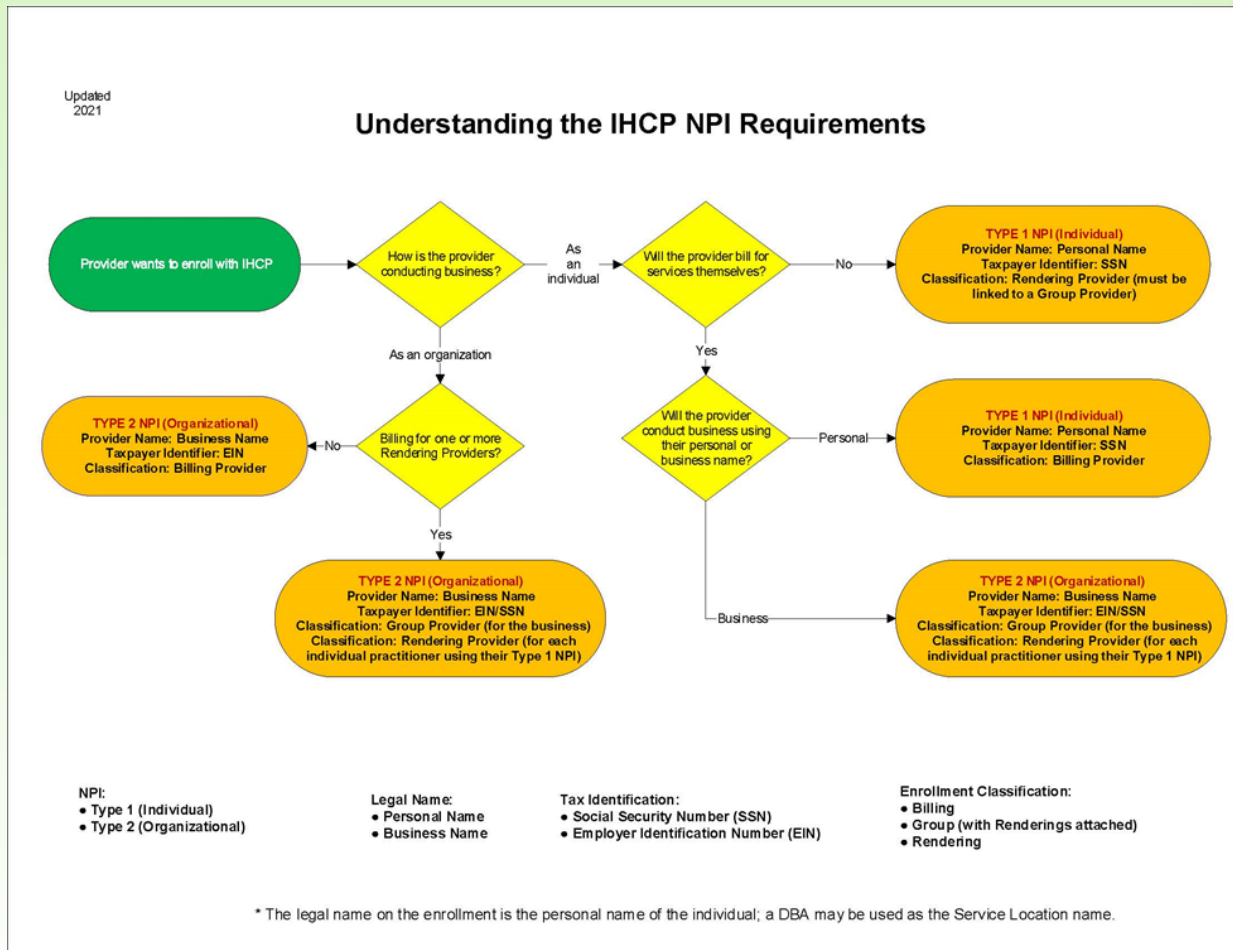 Updated
2021
Understanding the IHCP NPI Requirements
Provider wants to enroll with IHCP
How is the provider
conducting business?
As
an
individual
Will the provider bill for
services themselves?
No
TYPE 1 NPI (Individual)
Provider Name: Personal Name
Taxpayer Identifier: SSN
Classification: Rendering Provider (must be
linked to a Group Provider)
As an organization
Yes
TYPE 2 NPI (Organizational)
Provider Name: Business Name
Taxpayer Identifier: EIN
Classification: Billing Provider
No
Billing for one or more
Rendering Providers?
Will the provider
conduct business using
their personal or
business name?
Personal
TYPE 1 NPI (Individual)
Provider Name: Personal Name
Taxpayer Identifier: SSN
Classification: Billing Provider
Yes
TYPE 2 NPI (Organizational)
Provider Name: Business Name
Taxpayer Identifier: EIN/SSN
Classification: Group Provider (for the business)
Classification: Rendering Provider (for each
individual practitioner using their Type 1 NPI)
Business
TYPE 2 NPI (Organizational)
Provider Name: Business Name
Taxpayer Identifier: EIN/SSN
Classification: Group Provider (for the business)
Classification: Rendering Provider (for each
individual practitioner using their Type 1 NPI)
NPI:
● Type 1 (Individual)
● Type 2 (Organizational)
Legal Name:
● Personal Name
● Business Name
Tax Identification:
● Social Security Number (SSN)
● Employer Identification Number (EIN)
Enrollment Classification:
● Billing
● Group (with Renderings attached)
● Rendering
* The legal name on the enrollment is the personal name of the individual; a DBA may be used as the Service Location name.